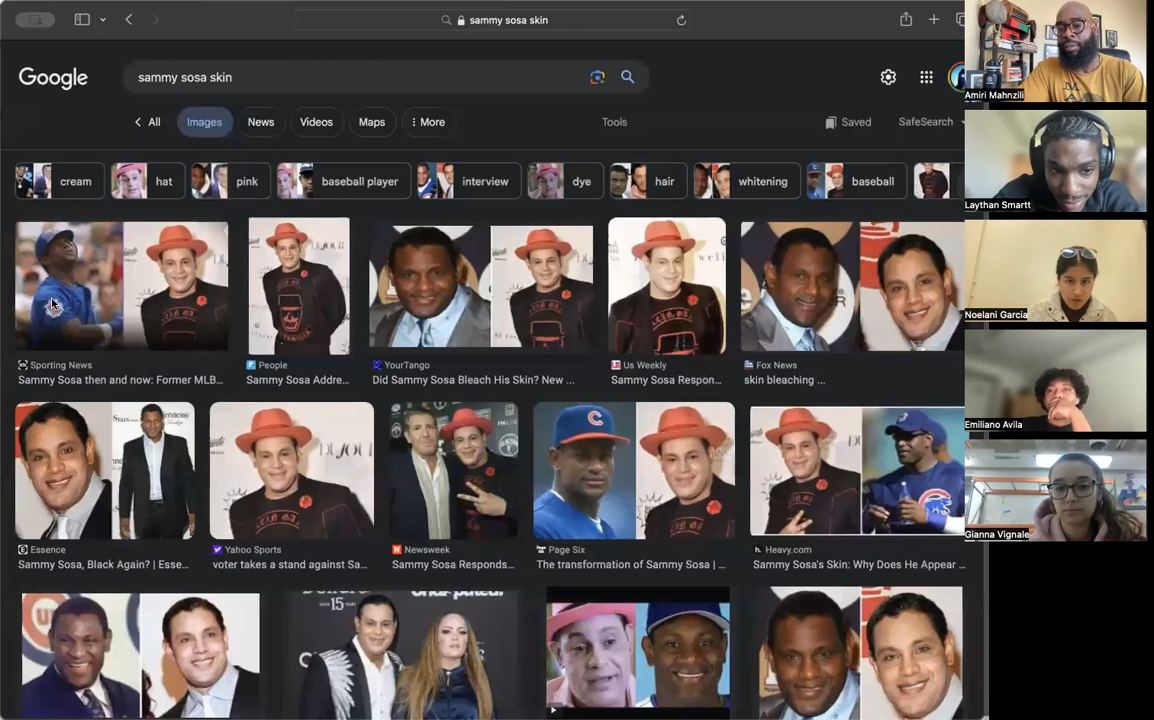 sammy sosa skin
Google
sammy sosa skin
All
Images
News
Videos
Maps
More
Tools
Saved
SafeSearch
cream
hat
pink
baseball player
interview
dye
hair
whitening
baseball
Sporting News
People
YourTango
Us Weekly
Fox News
Sammy Sosa then and now: Former MLB...
Sammy Sosa Addre...
Did Sammy Sosa Bleach His Skin? New ...
Sammy Sosa Respon...
skin bleaching ...
Essence
Yahoo Sports
Newsweek
Page Six
Heavy.com
Sammy Sosa, Black Again? | Esse...
voter takes a stand against Sa...
Sammy Sosa Responds...
The transformation of Sammy Sosa | ...
Sammy Sosa's Skin: Why Does He Appear ...
15
Amiri Mahnzili
Laythan Smartt
Noelani Garcia
Emiliano Avila
Gianna Vignale